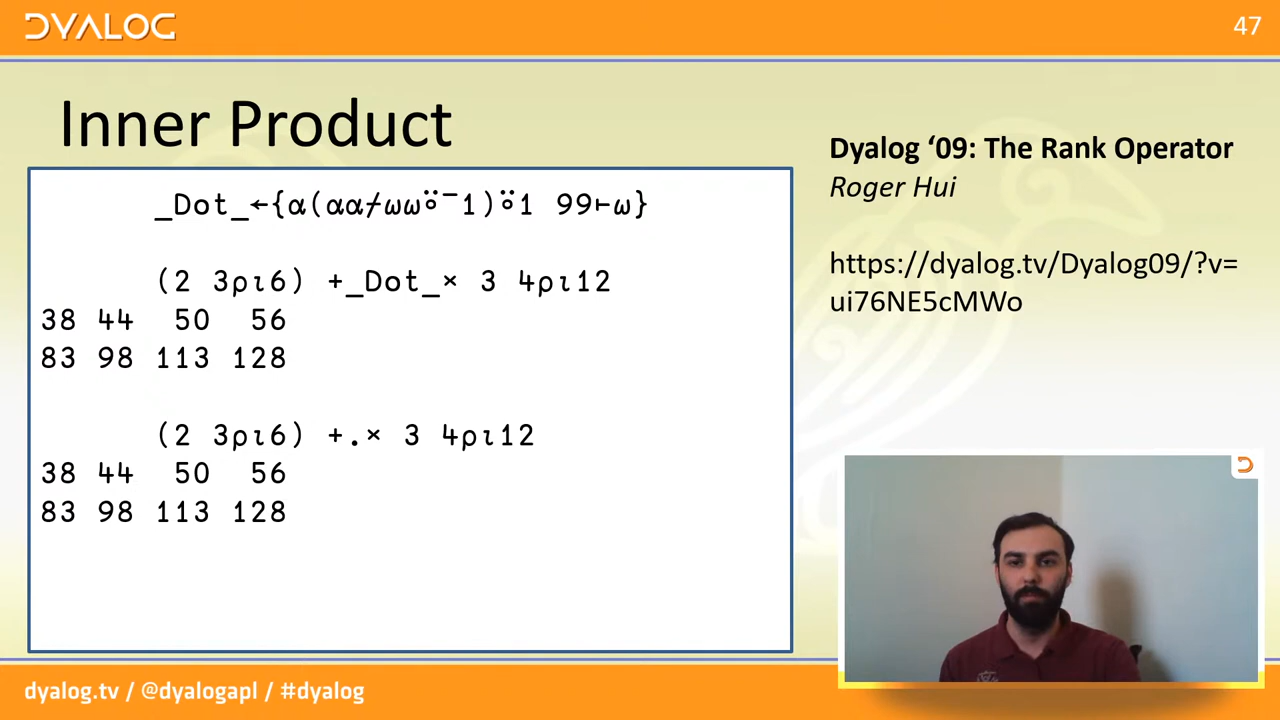 DYALOG
47
Inner Product
_Dot_←{⍺(⍺⍺⌿⍵⍵⍤¯1)⍤1 99⊢⍵}
(2 3⍴⍳6) +_Dot_× 3 4⍴⍳12
38 44  50  56
83 98 113 128
(2 3⍴⍳6) +.× 3 4⍴⍳12
38 44  50  56
83 98 113 128
Dyalog ‘09: The Rank Operator
Roger Hui
https://dyalog.tv/Dyalog09/?v=
ui76NE5cMWo
dyalog.tv / @dyalogapl / #dyalog